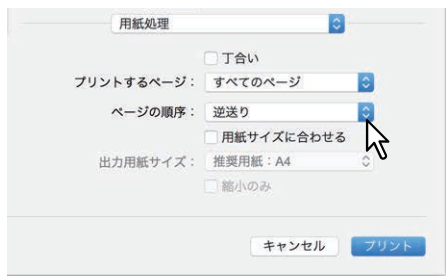 用紙処理
丁合い
プリントするページ： すべてのページ
ページの順序： 逆送り
用紙サイズに合わせる
出力用紙サイズ： 推奨用紙：A4
縮小のみ
キャンセル プリント